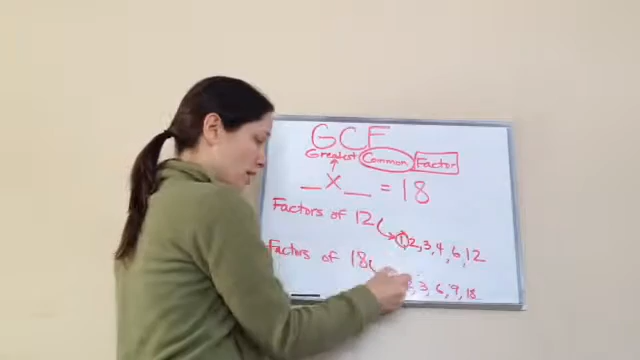 GCF
Greatest Common Factor
_ X _ = 18
Factors of 12
1, 2, 3, 4, 6, 12
Factors of 18
3, 6, 9, 18